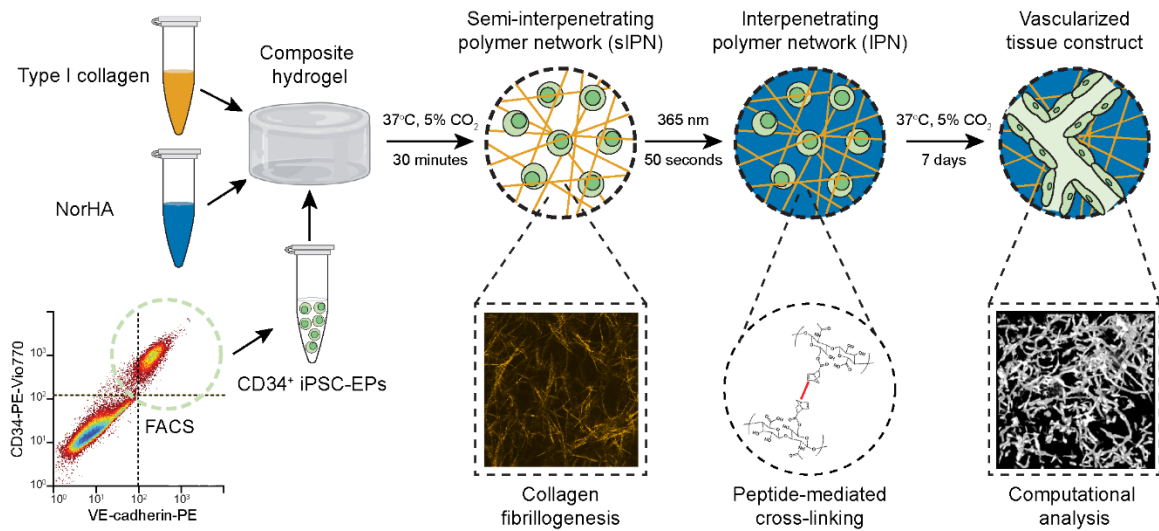 Type I collagen
NorHA
Composite
hydrogel
37°C, 5% CO2
30 minutes
Semi-interpenetrating
polymer network (sIPN)
365 nm
50 seconds
Interpenetrating
polymer network (IPN)
37°C, 5% CO2
7 days
Vascularized
tissue construct
CD34-PE-Vio770
10³
10²
10¹
10⁰
10⁰ 10¹ 10² 10³
VE-cadherin-PE
FACS
CD34⁺ iPSC-EPs
Collagen
fibrillogenesis
Peptide-mediated
cross-linking
Computational
analysis